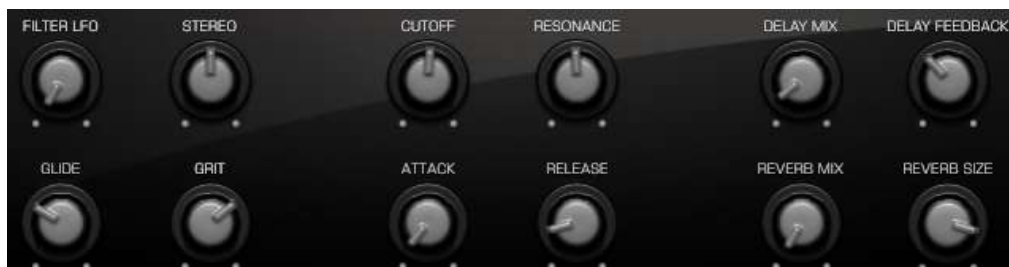 FILTER LFO STEREO CUTOFF RESONANCE DELAY MIX DELAY FEEDBACK
GLIDE GRIT ATTACK RELEASE REVERB MIX REVERB SIZE